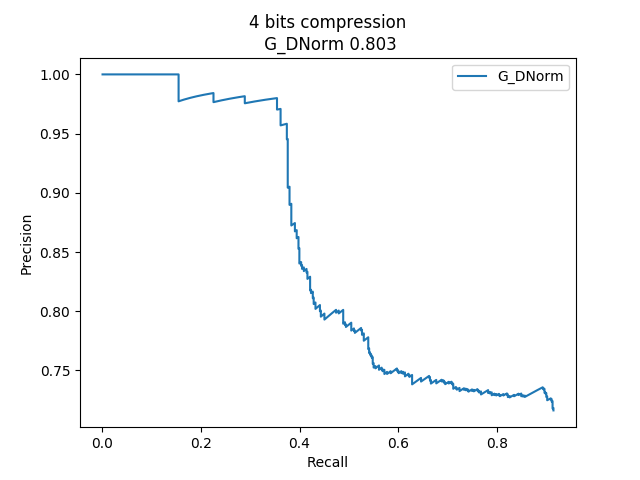 4 bits compression
G_DNorm 0.803
G_DNorm
1.00
0.95
0.90
0.85
0.80
0.75
Precision
0.0 0.2 0.4 0.6 0.8
Recall